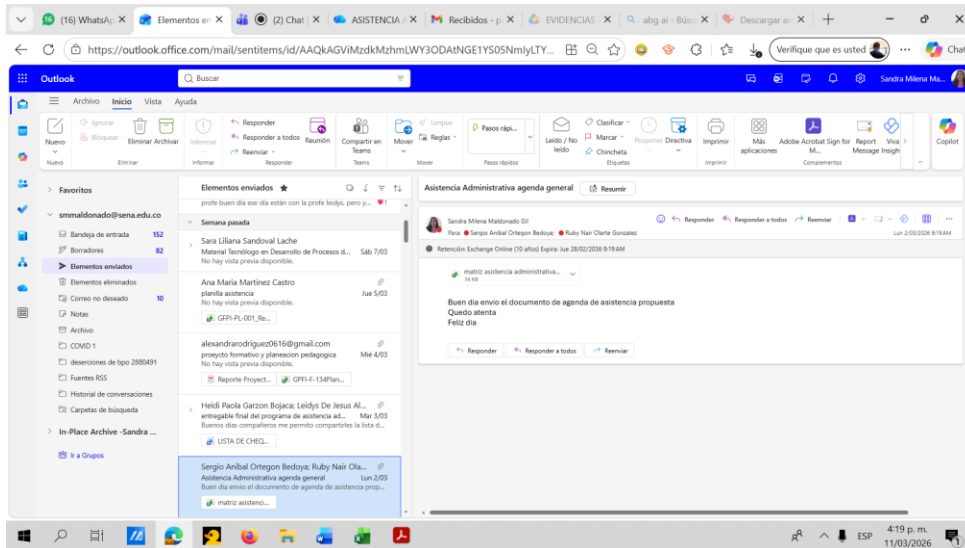 (16) WhatsAp
Elementos en
(2) Chat
ASISTENCIA /
Recibidos - p
EVIDENCIAS
abg ai - Búsq
Descargar ar
https://outlook.office.com/mail/sentitems/id/AAQkAGViMzdkMzhmLWY3ODAtNGE1YS05NmIyLTY...
Verifique que es usted
Chat
Outlook
Buscar
Sandra Milena Ma...
Archivo Inicio Vista Ayuda
Nuevo
Ignorar
Bloquear
Eliminar Archivar
Informar
Responder
Responder a todos
Reenviar
Reunión
Compartir en Teams
Mover
Limpiar
Reglas
Pasos rápi...
Leído / No leído
Clasificar
Marcar
Chincheta
Posponer Directiva
Imprimir
Más aplicaciones
Adobe Acrobat Sign for M...
Report Message
Viva Insight
Copilot
Nuevo Eliminar Informar Responder Teams Mover Pasos rápidos Etiquetas Imprimir Complementos
Favoritos
smmaldonado@sena.edu.co
Bandeja de entrada 152
Borradores 82
Elementos enviados
Elementos eliminados
Correo no deseado 10
Notas
Archivo
COVID 1
deserciones de bpo 2880491
Fuentes RSS
Historial de conversaciones
Carpetas de búsqueda
In-Place Archive -Sandra ...
Ir a Grupos
Elementos enviados
profe buen día ese día están con la profe leidys, pero y... 1
Semana pasada
Sara Liliana Sandoval Lache
Material Tecnólogo en Desarrollo de Procesos d... Sáb 7/03
No hay vista previa disponible.
Ana Maria Martinez Castro
planilla asistencia Jue 5/03
No hay vista previa disponible.
GFPI-PL-001_Re...
alexandrarodriguez0616@gmail.com
proeycto formativo y planeacion pedagogica Mié 4/03
No hay vista previa disponible.
Reporte Proyect... GPFI-F-134Plan...
Heidi Paola Garzon Bojaca; Leidys De Jesus Al...
entregable final del programa de asistencia ad... Mar 3/03
Buenos días compañeros me permito compartirles la lista d...
LISTA DE CHEQ...
Sergio Anibal Ortegon Bedoya; Ruby Nair Ola...
Asistencia Administrativa agenda general Lun 2/03
Buen dia envio el documento de agenda de asistencia prop...
matriz asistenci...
Asistencia Administrativa agenda general Resumir
Sandra Milena Maldonado Gil
Para: Sergio Anibal Ortegon Bedoya; Ruby Nair Olarte Gonzalez
Responder Responder a todos Reenviar
Lun 2/03/2026 9:19 AM
Retención: Exchange Online (10 años) Expira: Jue 28/02/2036 9:19 AM
matriz asistencia administrativa...
74 KB
Buen dia envio el documento de agenda de asistencia propuesta
Quedo atenta
Feliz dia
Responder Responder a todos Reenviar
ESP
4:19 p. m.
11/03/2026